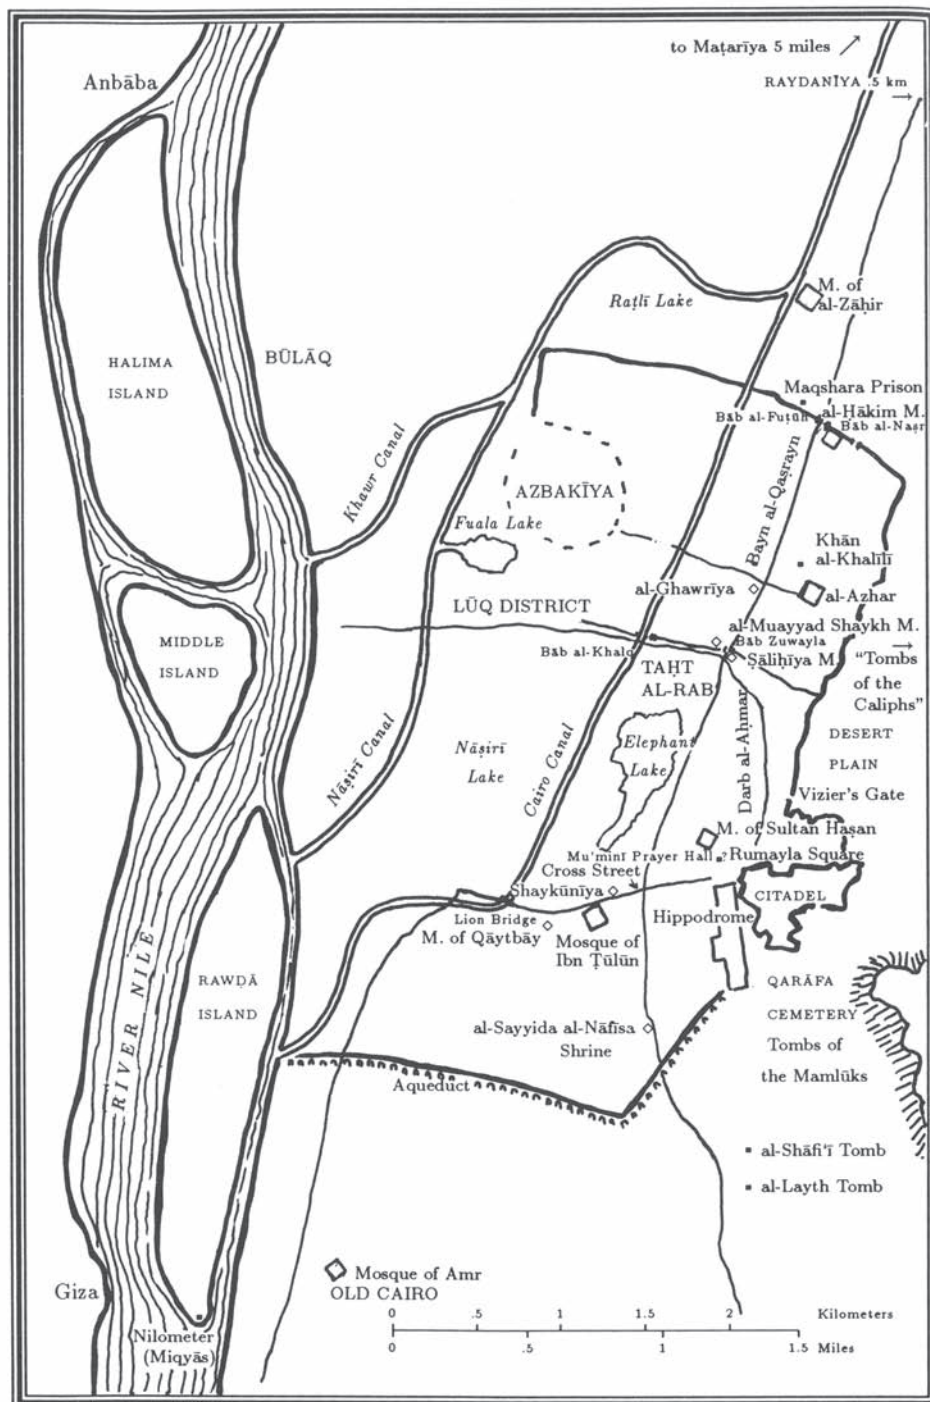 to Maṭarīya 5 miles
RAYDANĪYA .5 km
Anbāba
M. of
al-Zāḥir
Raṭlī Lake
BŪLĀQ
HALIMA
ISLAND
Maqshara Prison
Bāb al-Fuṭūḥ
al-Ḥākim M.
Bāb al-Naṣr
Khawr Canal
AZBAKĪYA
Bayn al-Qaṣrayn
Fuala Lake
Khān
al-Khalīlī
al-Ghawrīya
al-Azhar
LŪQ DISTRICT
al-Muayyad Shaykh M.
Bāb Zuwayla
Bāb al-Khalq
Ṣāliḥīya M.
"Tombs
of the
Caliphs"
MIDDLE
ISLAND
TAḤT
AL-RAB'
DESERT
PLAIN
Nāṣirī Canal
Nāṣirī
Lake
Cairo Canal
Elephant
Lake
Darb al-Aḥmar
Vizier's Gate
M. of Sultan Ḥaṣan
Mu'minī Prayer Hall ?
Rumayla Square
Cross Street
Shaykūnīya
CITADEL
Lion Bridge
Hippodrome
M. of Qāytbāy
Mosque of
Ibn Ṭūlūn
RIVER NILE
RAWḌĀ
ISLAND
QARĀFA
CEMETERY
Tombs of
the Mamlūks
al-Sayyida al-Nāfīsa
Shrine
Aqueduct
al-Shāfi'ī Tomb
al-Layth Tomb
Giza
Mosque of Amr
OLD CAIRO
Nilometer
(Miqyās)
0 .5 1 1.5 2 Kilometers
0 .5 1 1.5 Miles